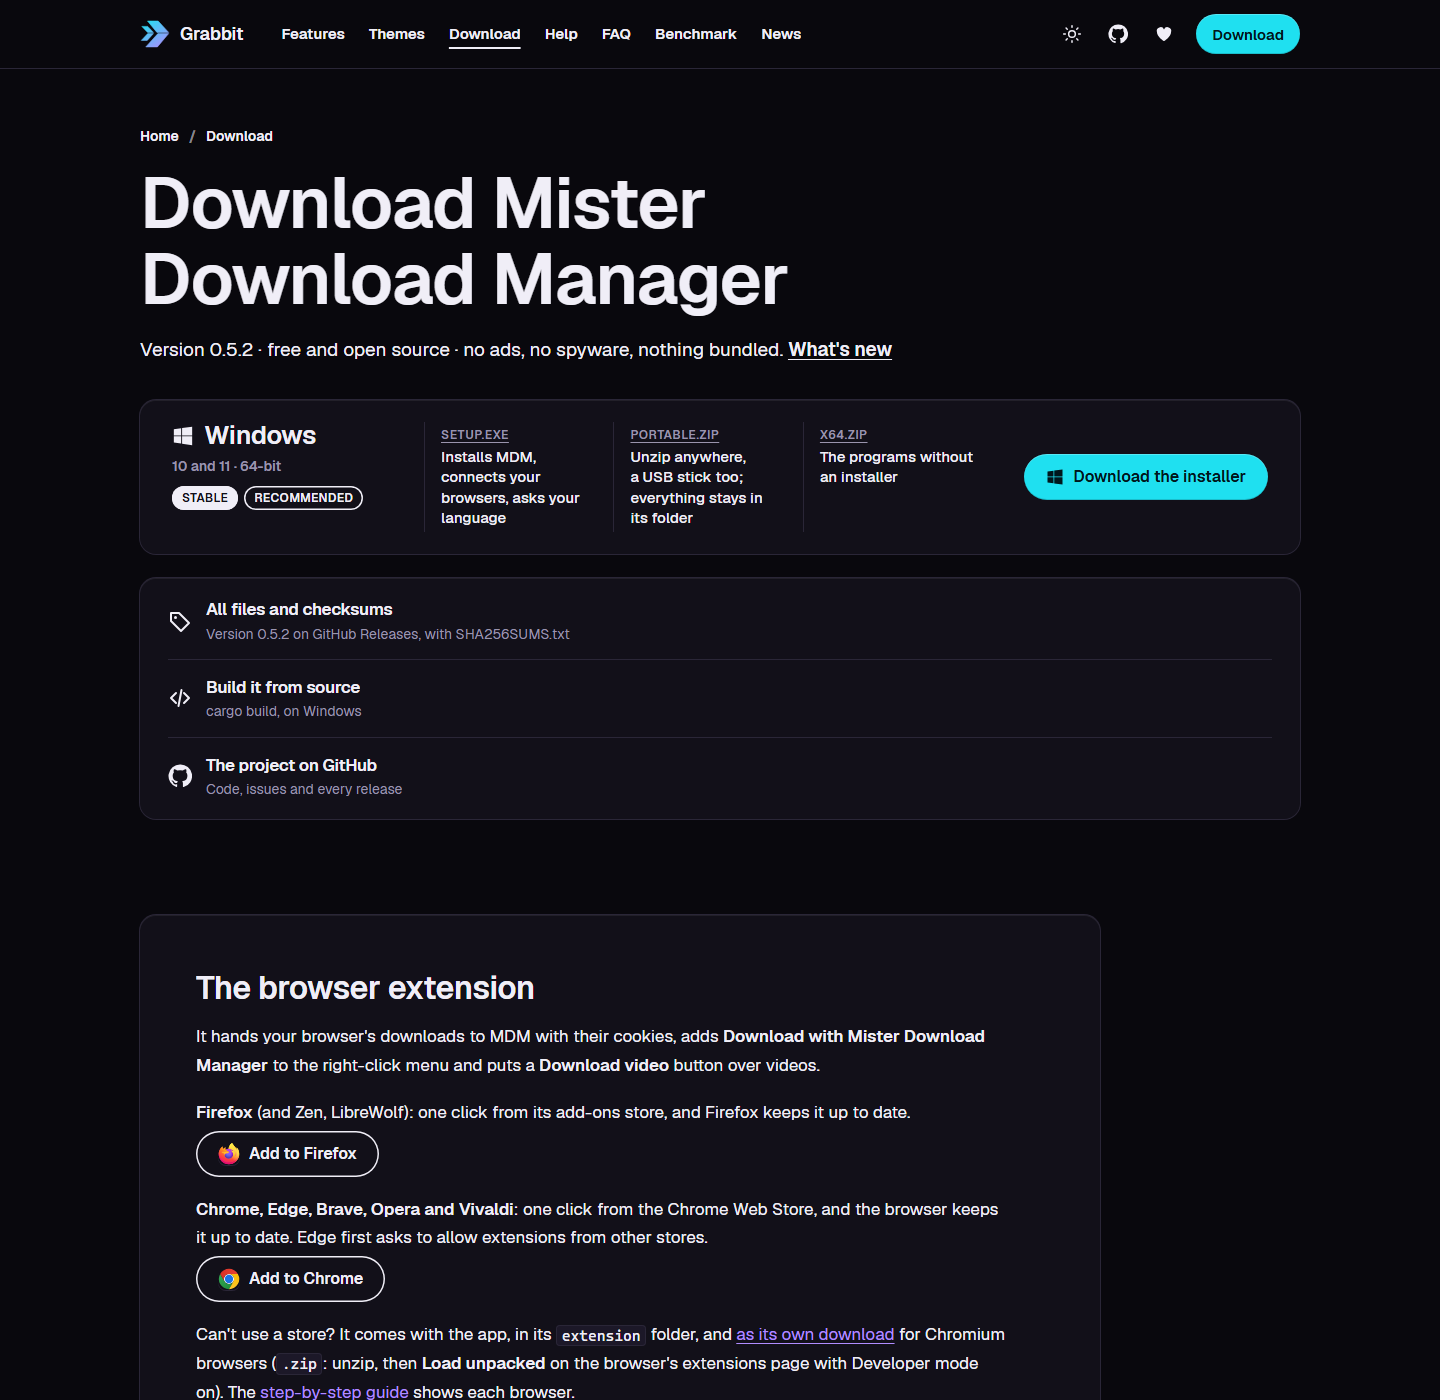 Grabbit Features Themes Download Help FAQ Benchmark News Download
Home / Download
Download Mister
Download Manager
Version 0.5.2 · free and open source · no ads, no spyware, nothing bundled. What's new
Windows
10 and 11 · 64-bit
STABLE RECOMMENDED
SETUP.EXE
Installs MDM,
connects your
browsers, asks your
language
PORTABLE.ZIP
Unzip anywhere,
a USB stick too;
everything stays in
its folder
X64.ZIP
The programs without
an installer
Download the installer
All files and checksums
Version 0.5.2 on GitHub Releases, with SHA256SUMS.txt
Build it from source
cargo build, on Windows
The project on GitHub
Code, issues and every release
The browser extension
It hands your browser's downloads to MDM with their cookies, adds Download with Mister Download
Manager to the right-click menu and puts a Download video button over videos.
Firefox (and Zen, LibreWolf): one click from its add-ons store, and Firefox keeps it up to date.
Add to Firefox
Chrome, Edge, Brave, Opera and Vivaldi: one click from the Chrome Web Store, and the browser keeps
it up to date. Edge first asks to allow extensions from other stores.
Add to Chrome
Can't use a store? It comes with the app, in its extension folder, and as its own download for Chromium
browsers (.zip: unzip, then Load unpacked on the browser's extensions page with Developer mode
on). The step-by-step guide shows each browser.